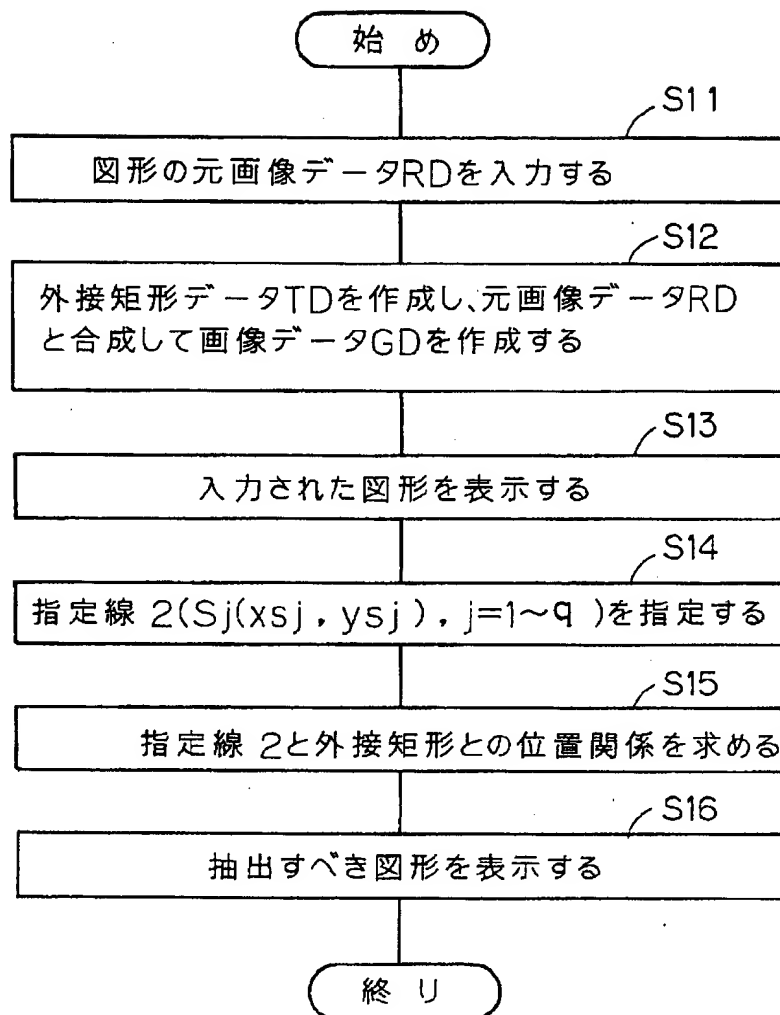 始め
S11
図形の元画像データRDを入力する
S12
外接矩形データTDを作成し、元画像データRD
と合成して画像データGDを作成する
S13
入力された図形を表示する
S14
指定線2(Sj(xsj, ysj), j=1~q)を指定する
S15
指定線2と外接矩形との位置関係を求める
S16
抽出すべき図形を表示する
終り